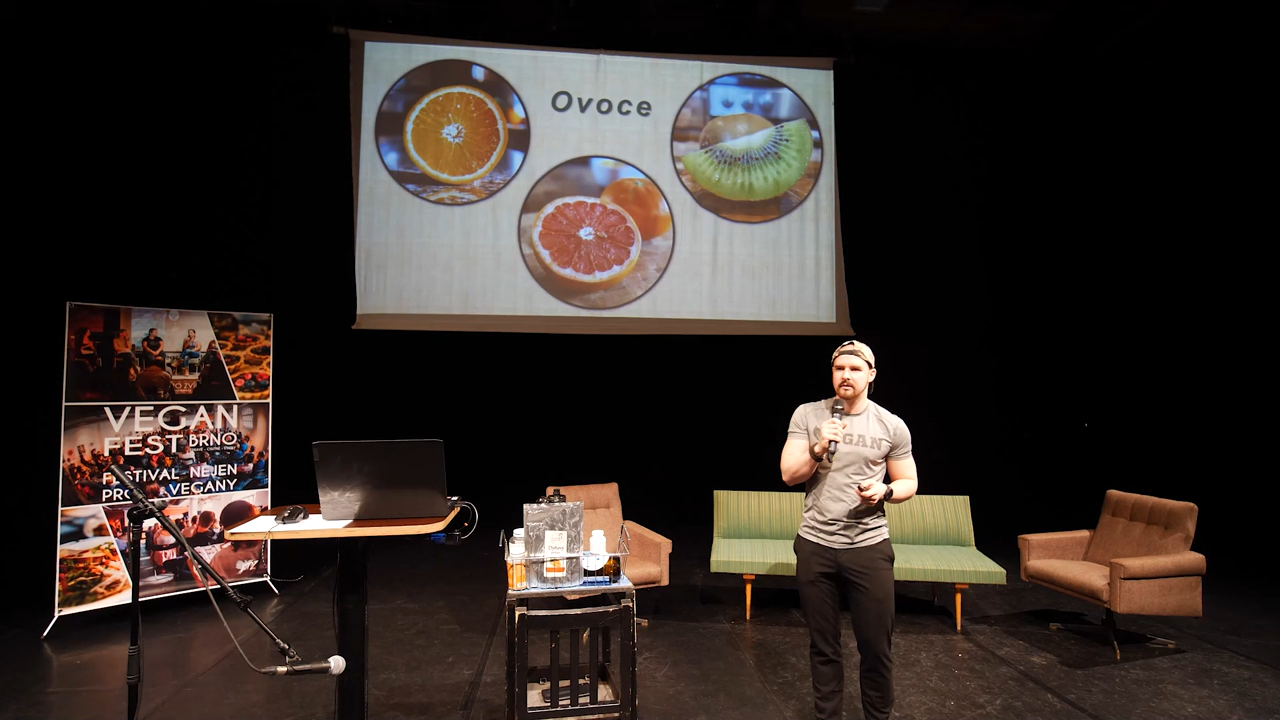 Ovoce
VEGAN
FEST BRNO
FESTIVAL NEJEN
PRO VEGANY
VEGAN